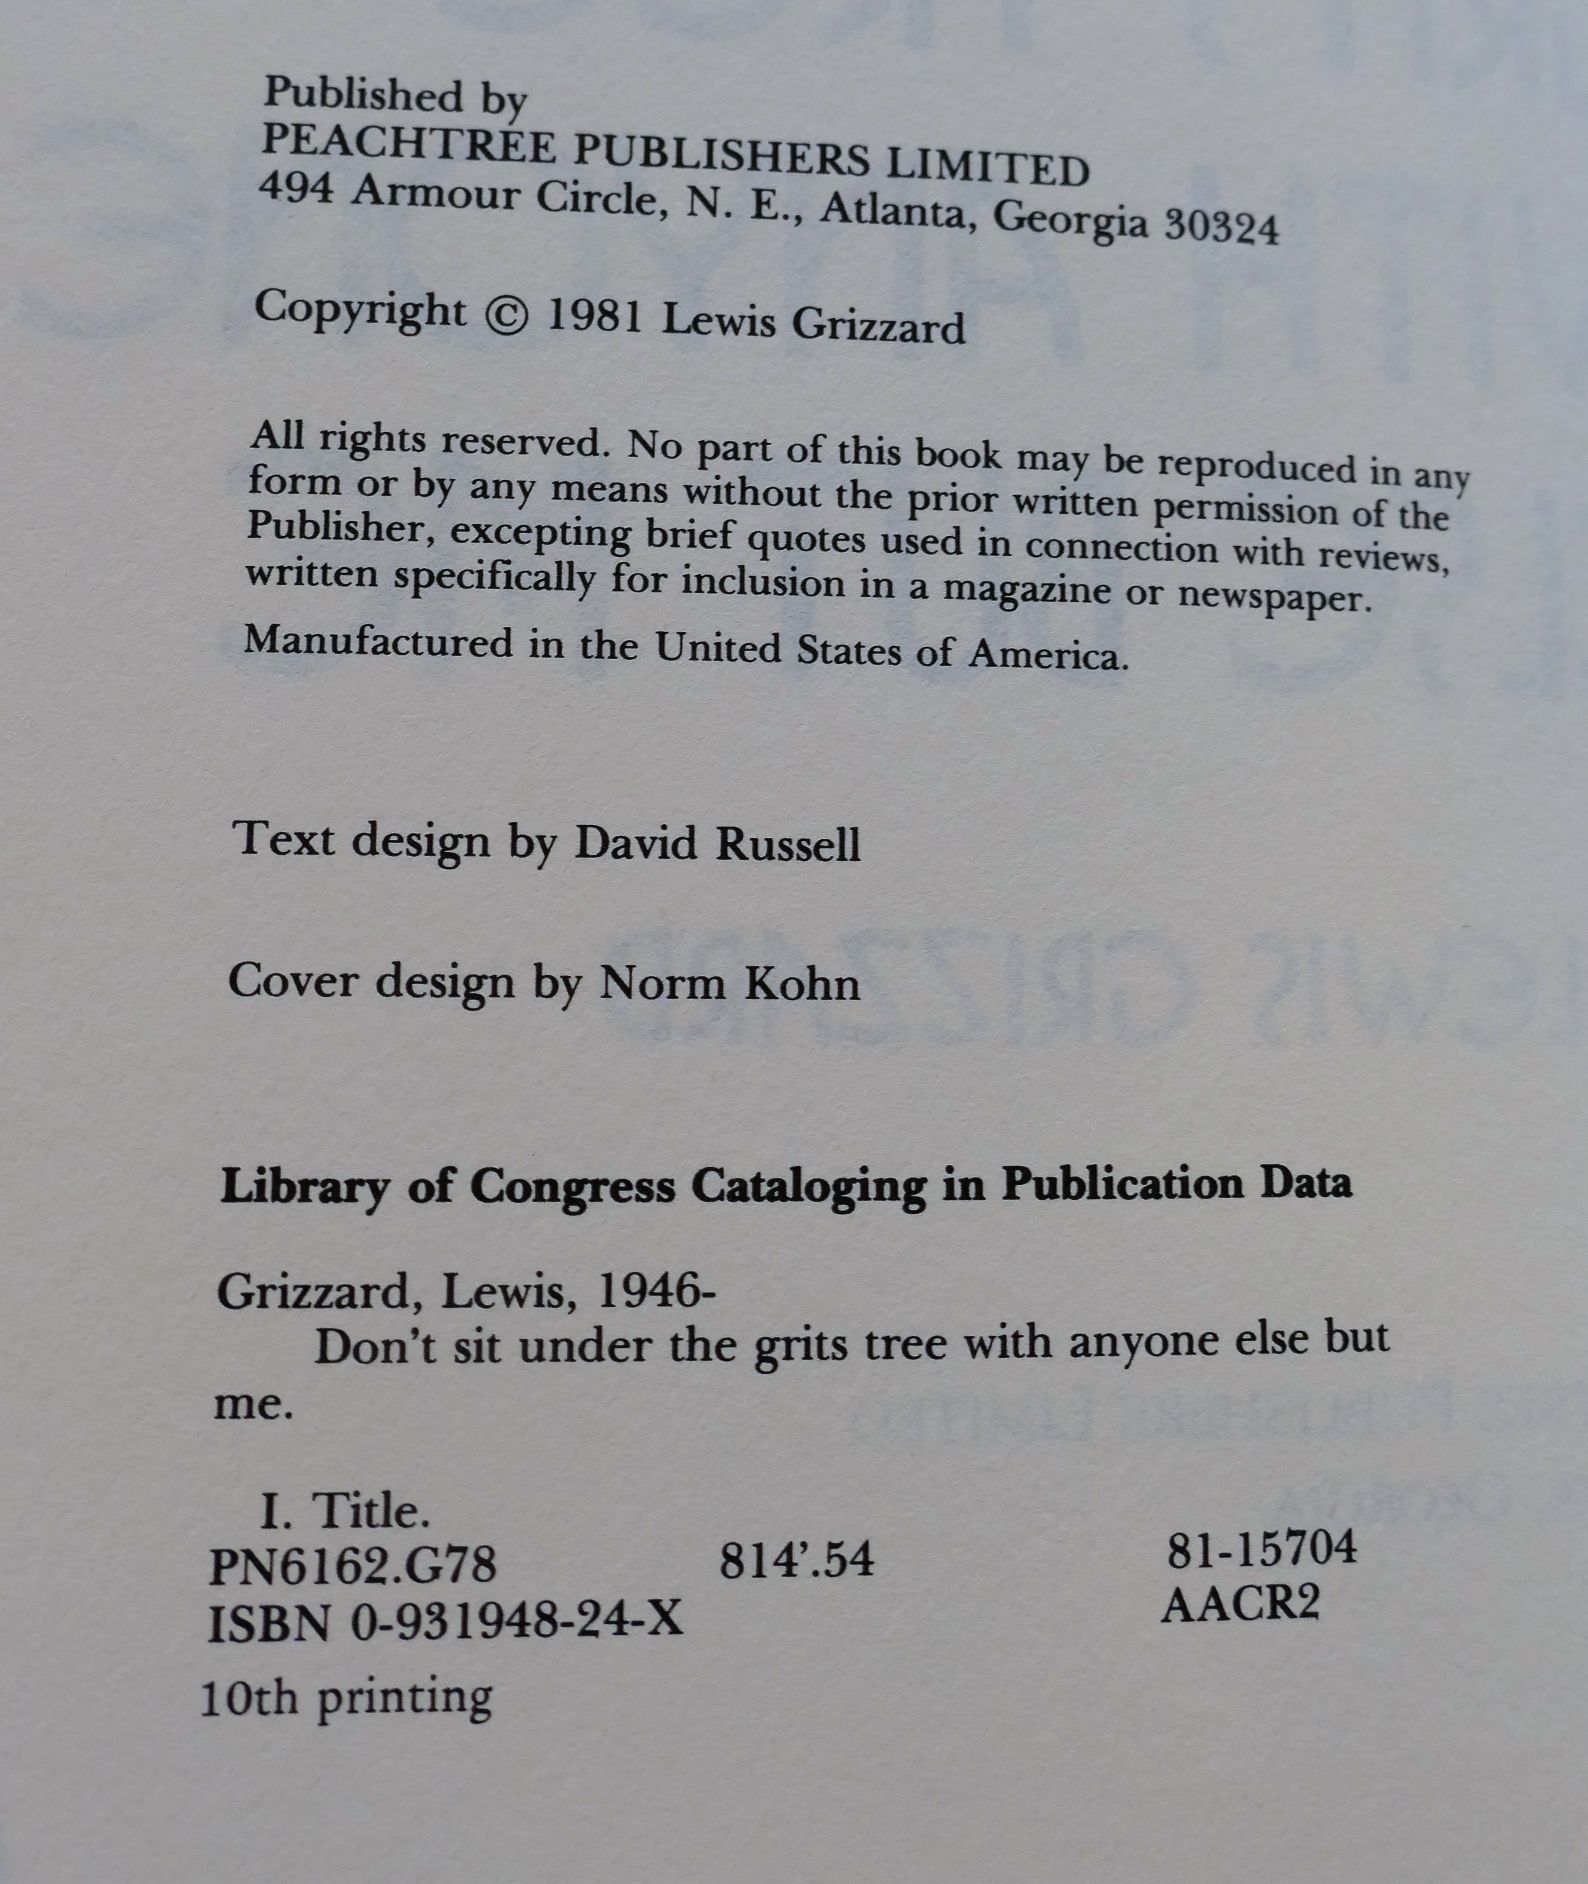 Published by
PEACHTREE PUBLISHERS LIMITED
494 Armour Circle, N. E., Atlanta, Georgia 30324
Copyright © 1981 Lewis Grizzard
All rights reserved. No part of this book may be reproduced in any
form or by any means without the prior written permission of the
Publisher, excepting brief quotes used in connection with reviews,
written specifically for inclusion in a magazine or newspaper.
Manufactured in the United States of America.
Text design by David Russell
Cover design by Norm Kohn
Library of Congress Cataloging in Publication Data
Grizzard, Lewis, 1946-
Don't sit under the grits tree with anyone else but
me.
I. Title.
PN6162.G78 814'.54 81-15704
ISBN 0-931948-24-X AACR2
10th printing